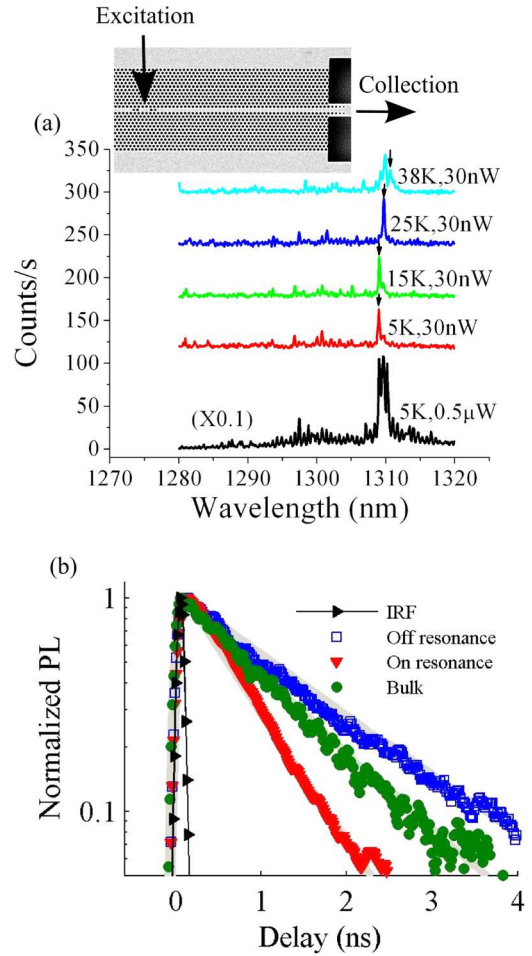 Excitation
Collection
(a)
350
300
250
200
150
100
50
0
Counts/s
38K,30nW
25K,30nW
15K,30nW
5K,30nW
(X0.1)
5K,0.5μW
1270 1280 1290 1300 1310 1320
Wavelength (nm)
(b)
1
0.1
Normalized PL
IRF
Off resonance
On resonance
Bulk
0 1 2 3 4
Delay (ns)